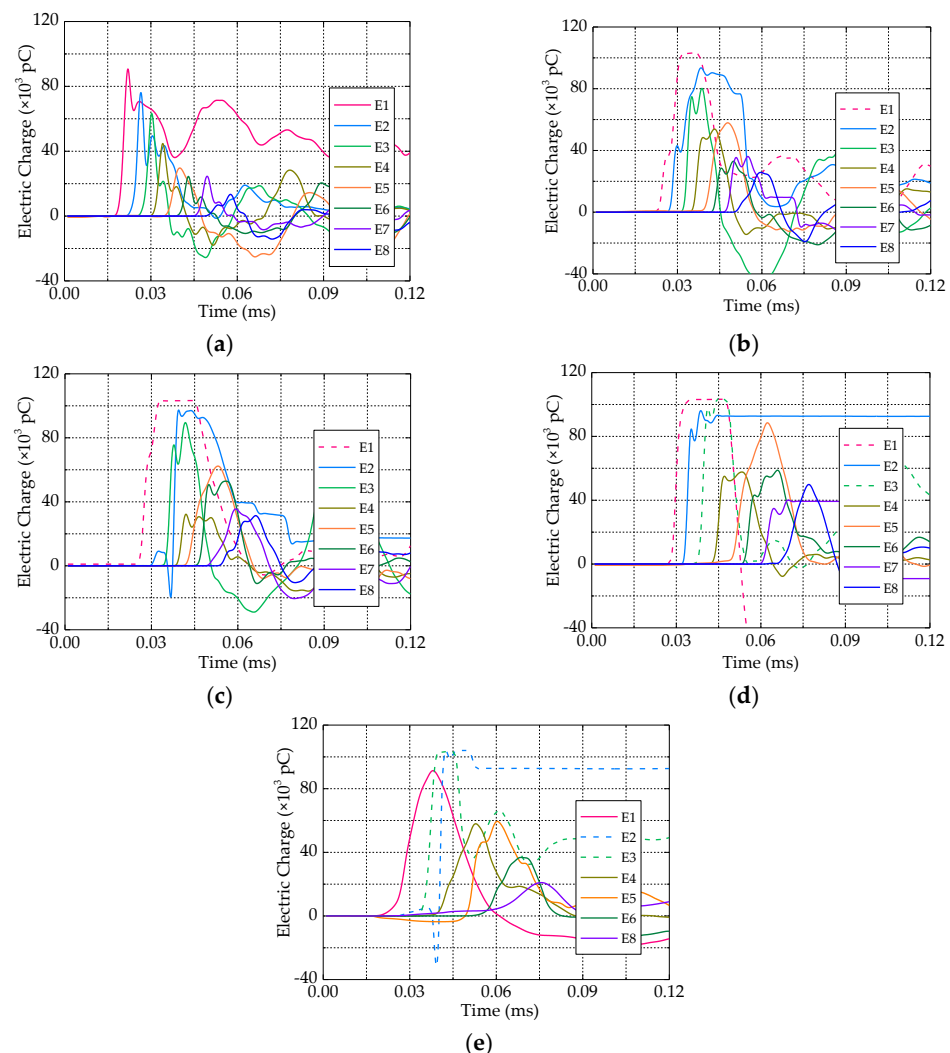 120
80
40
0
-40
Electric Charge (×10³ pC)
E1
E2
E3
E4
E5
E6
E7
E8
0.00 0.03 0.06 0.09 0.12
Time (ms)
(a)
120
80
40
0
-40
Electric Charge (×10³ pC)
E1
E2
E3
E4
E5
E6
E7
E8
0.00 0.03 0.06 0.09 0.12
Time (ms)
(b)
120
80
40
0
-40
Electric Charge (×10³ pC)
E1
E2
E3
E4
E5
E6
E7
E8
0.00 0.03 0.06 0.09 0.12
Time (ms)
(c)
120
80
40
0
-40
Electric Charge (×10³ pC)
E1
E2
E3
E4
E5
E6
E7
E8
0.00 0.03 0.06 0.09 0.12
Time (ms)
(d)
120
80
40
0
-40
Electric Charge (×10³ pC)
E1
E2
E3
E4
E5
E6
E8
0.00 0.03 0.06 0.09 0.12
Time (ms)
(e)